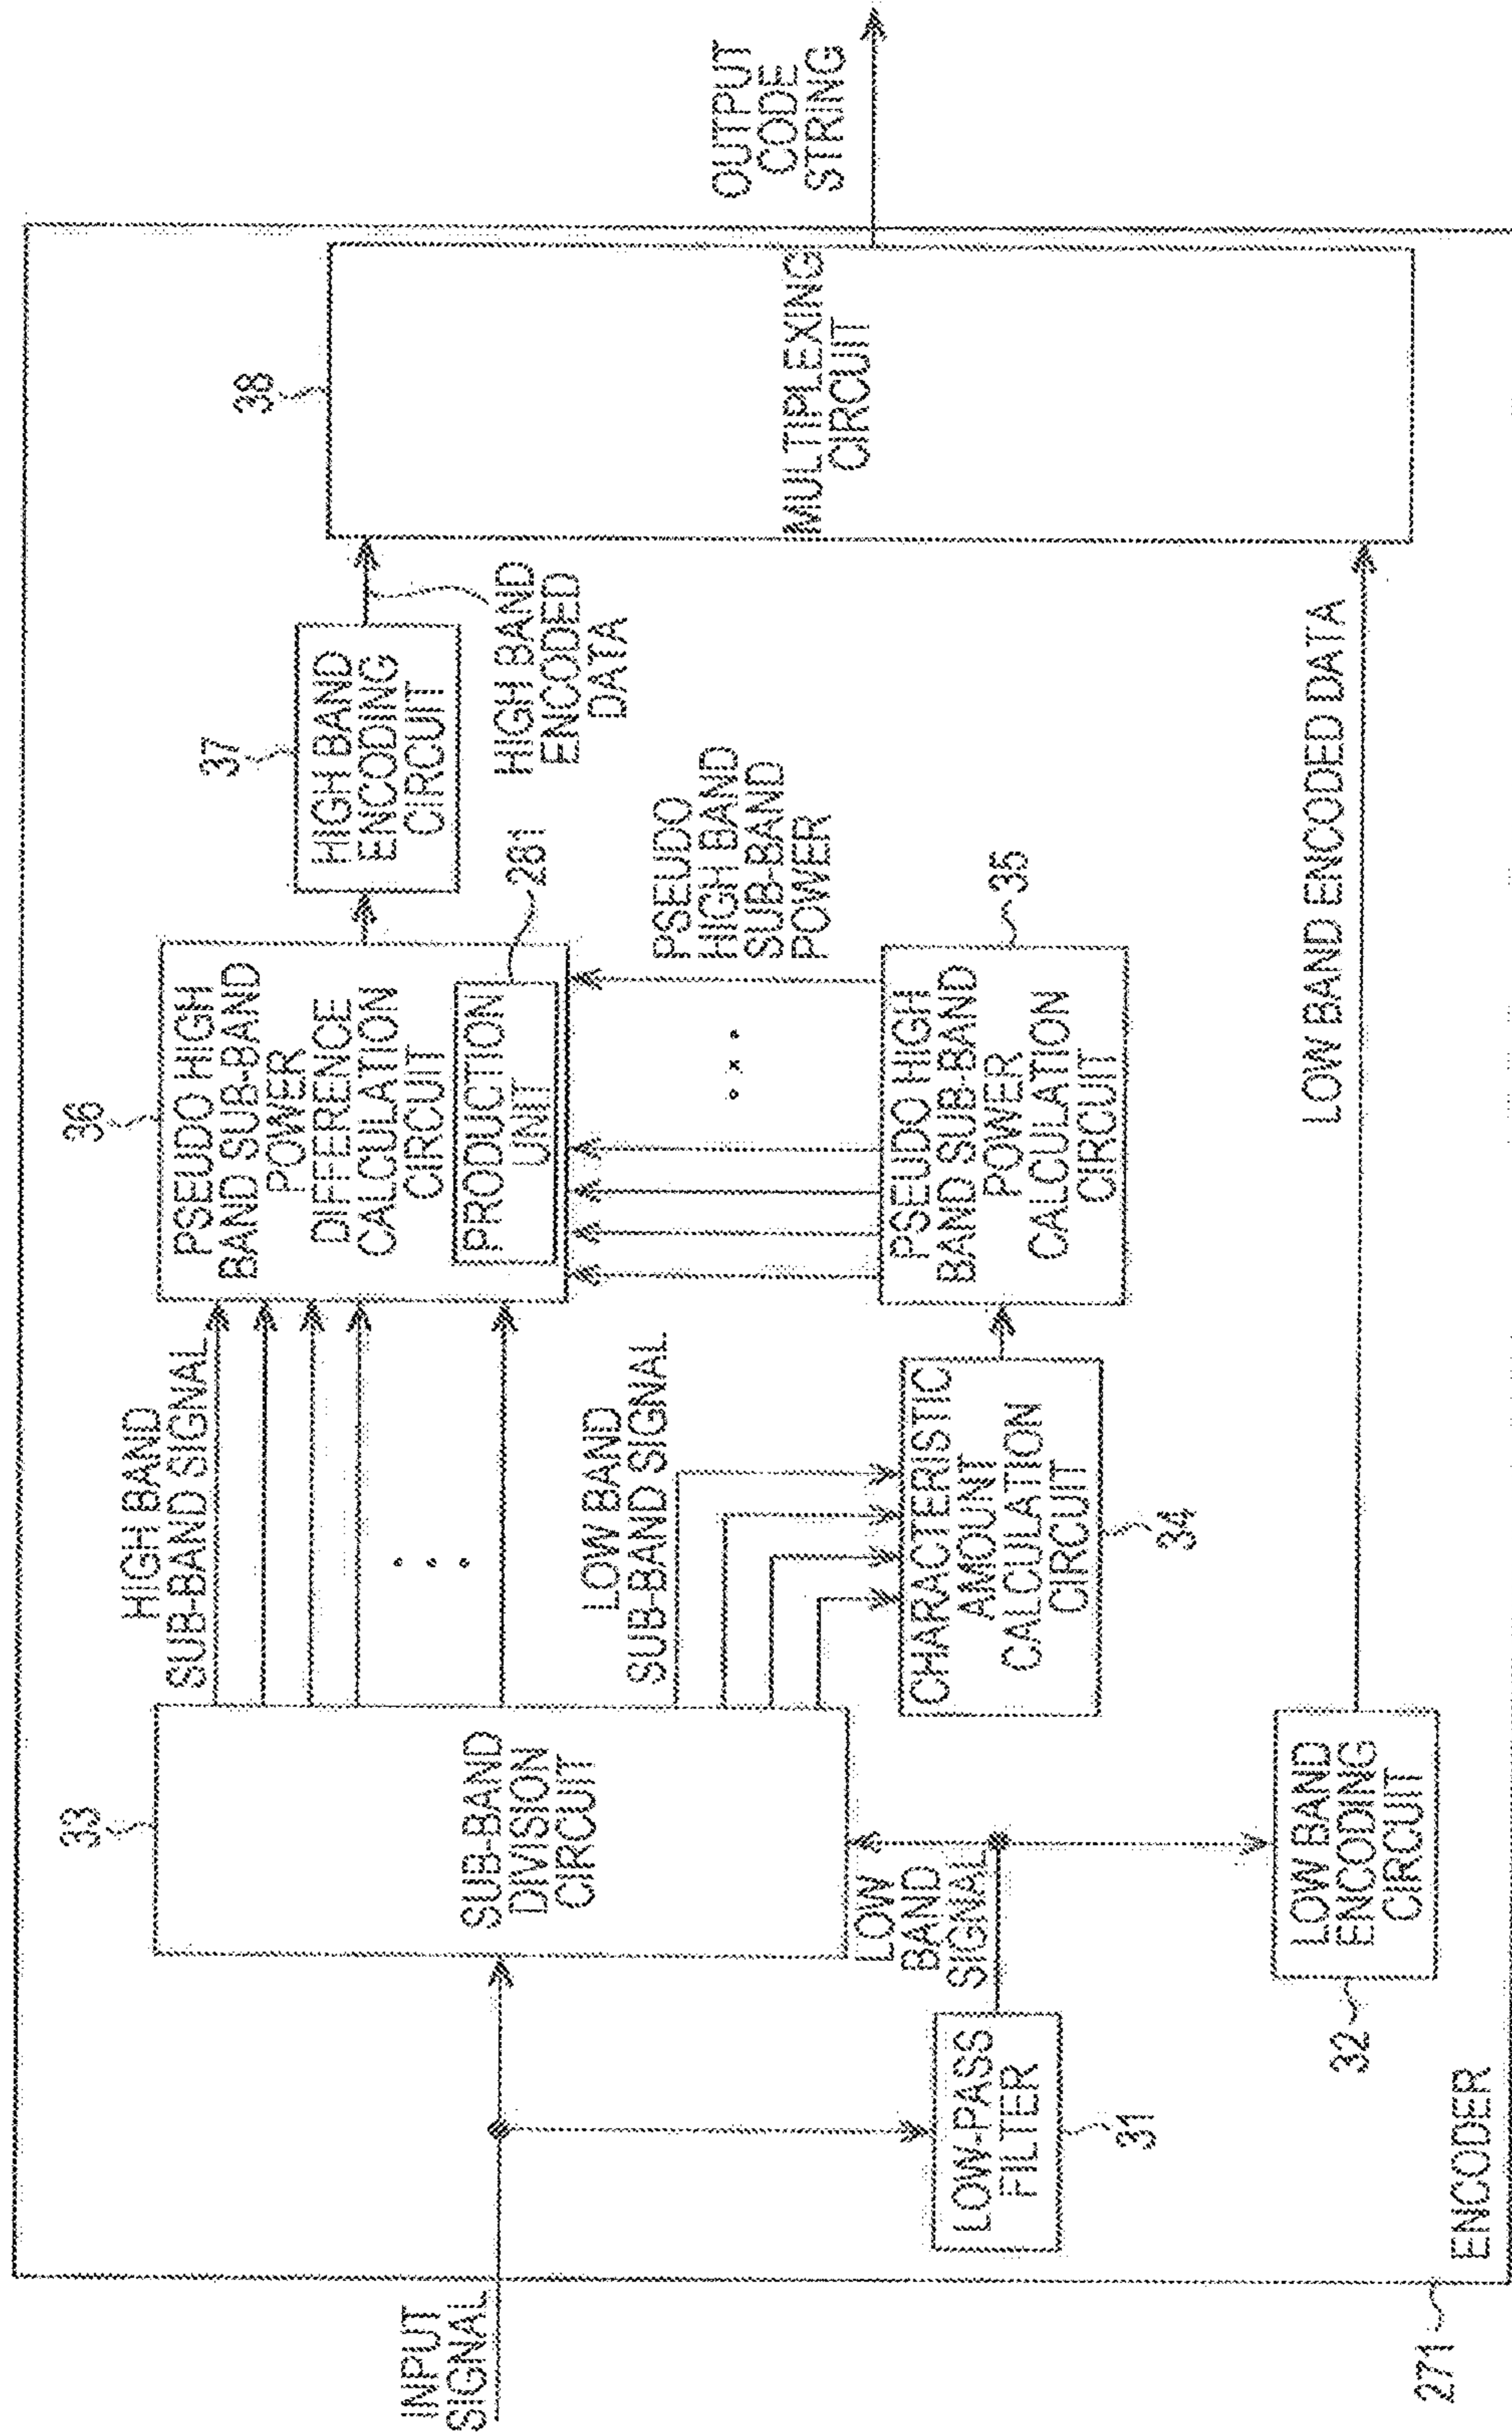 271
ENCODER
INPUT
SIGNAL
33
SUB-BAND
DIVISION
CIRCUIT
HIGH BAND
SUB-BAND SIGNAL
36
PSEUDO HIGH
BAND SUB-BAND
POWER
DIFFERENCE
CALCULATION
CIRCUIT
PRODUCTION
UNIT
281
37
HIGH BAND
ENCODING
CIRCUIT
HIGH BAND
ENCODED
DATA
38
MULTIPLEXING
CIRCUIT
OUTPUT
CODE
STRING
LOW BAND
SUB-BAND SIGNAL
PSEUDO
HIGH BAND
SUB-BAND
POWER
LOW
BAND
SIGNAL
LOW-PASS
FILTER
31
CHARACTERISTIC
AMOUNT
CALCULATION
CIRCUIT
34
PSEUDO HIGH
BAND SUB-BAND
POWER
CALCULATION
CIRCUIT
35
LOW BAND
ENCODING
CIRCUIT
32
LOW BAND ENCODED DATA